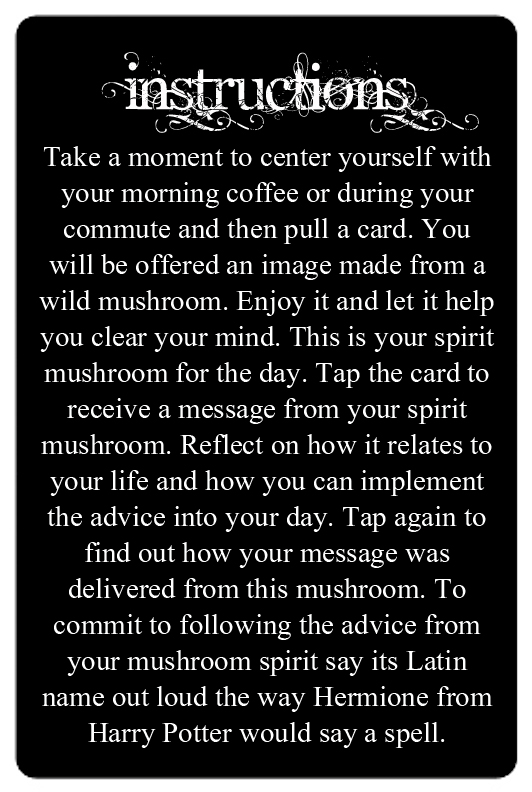 instructions
Take a moment to center yourself with
your morning coffee or during your
commute and then pull a card. You
will be offered an image made from a
wild mushroom. Enjoy it and let it help
you clear your mind. This is your spirit
mushroom for the day. Tap the card to
receive a message from your spirit
mushroom. Reflect on how it relates to
your life and how you can implement
the advice into your day. Tap again to
find out how your message was
delivered from this mushroom. To
commit to following the advice from
your mushroom spirit say its Latin
name out loud the way Hermione from
Harry Potter would say a spell.